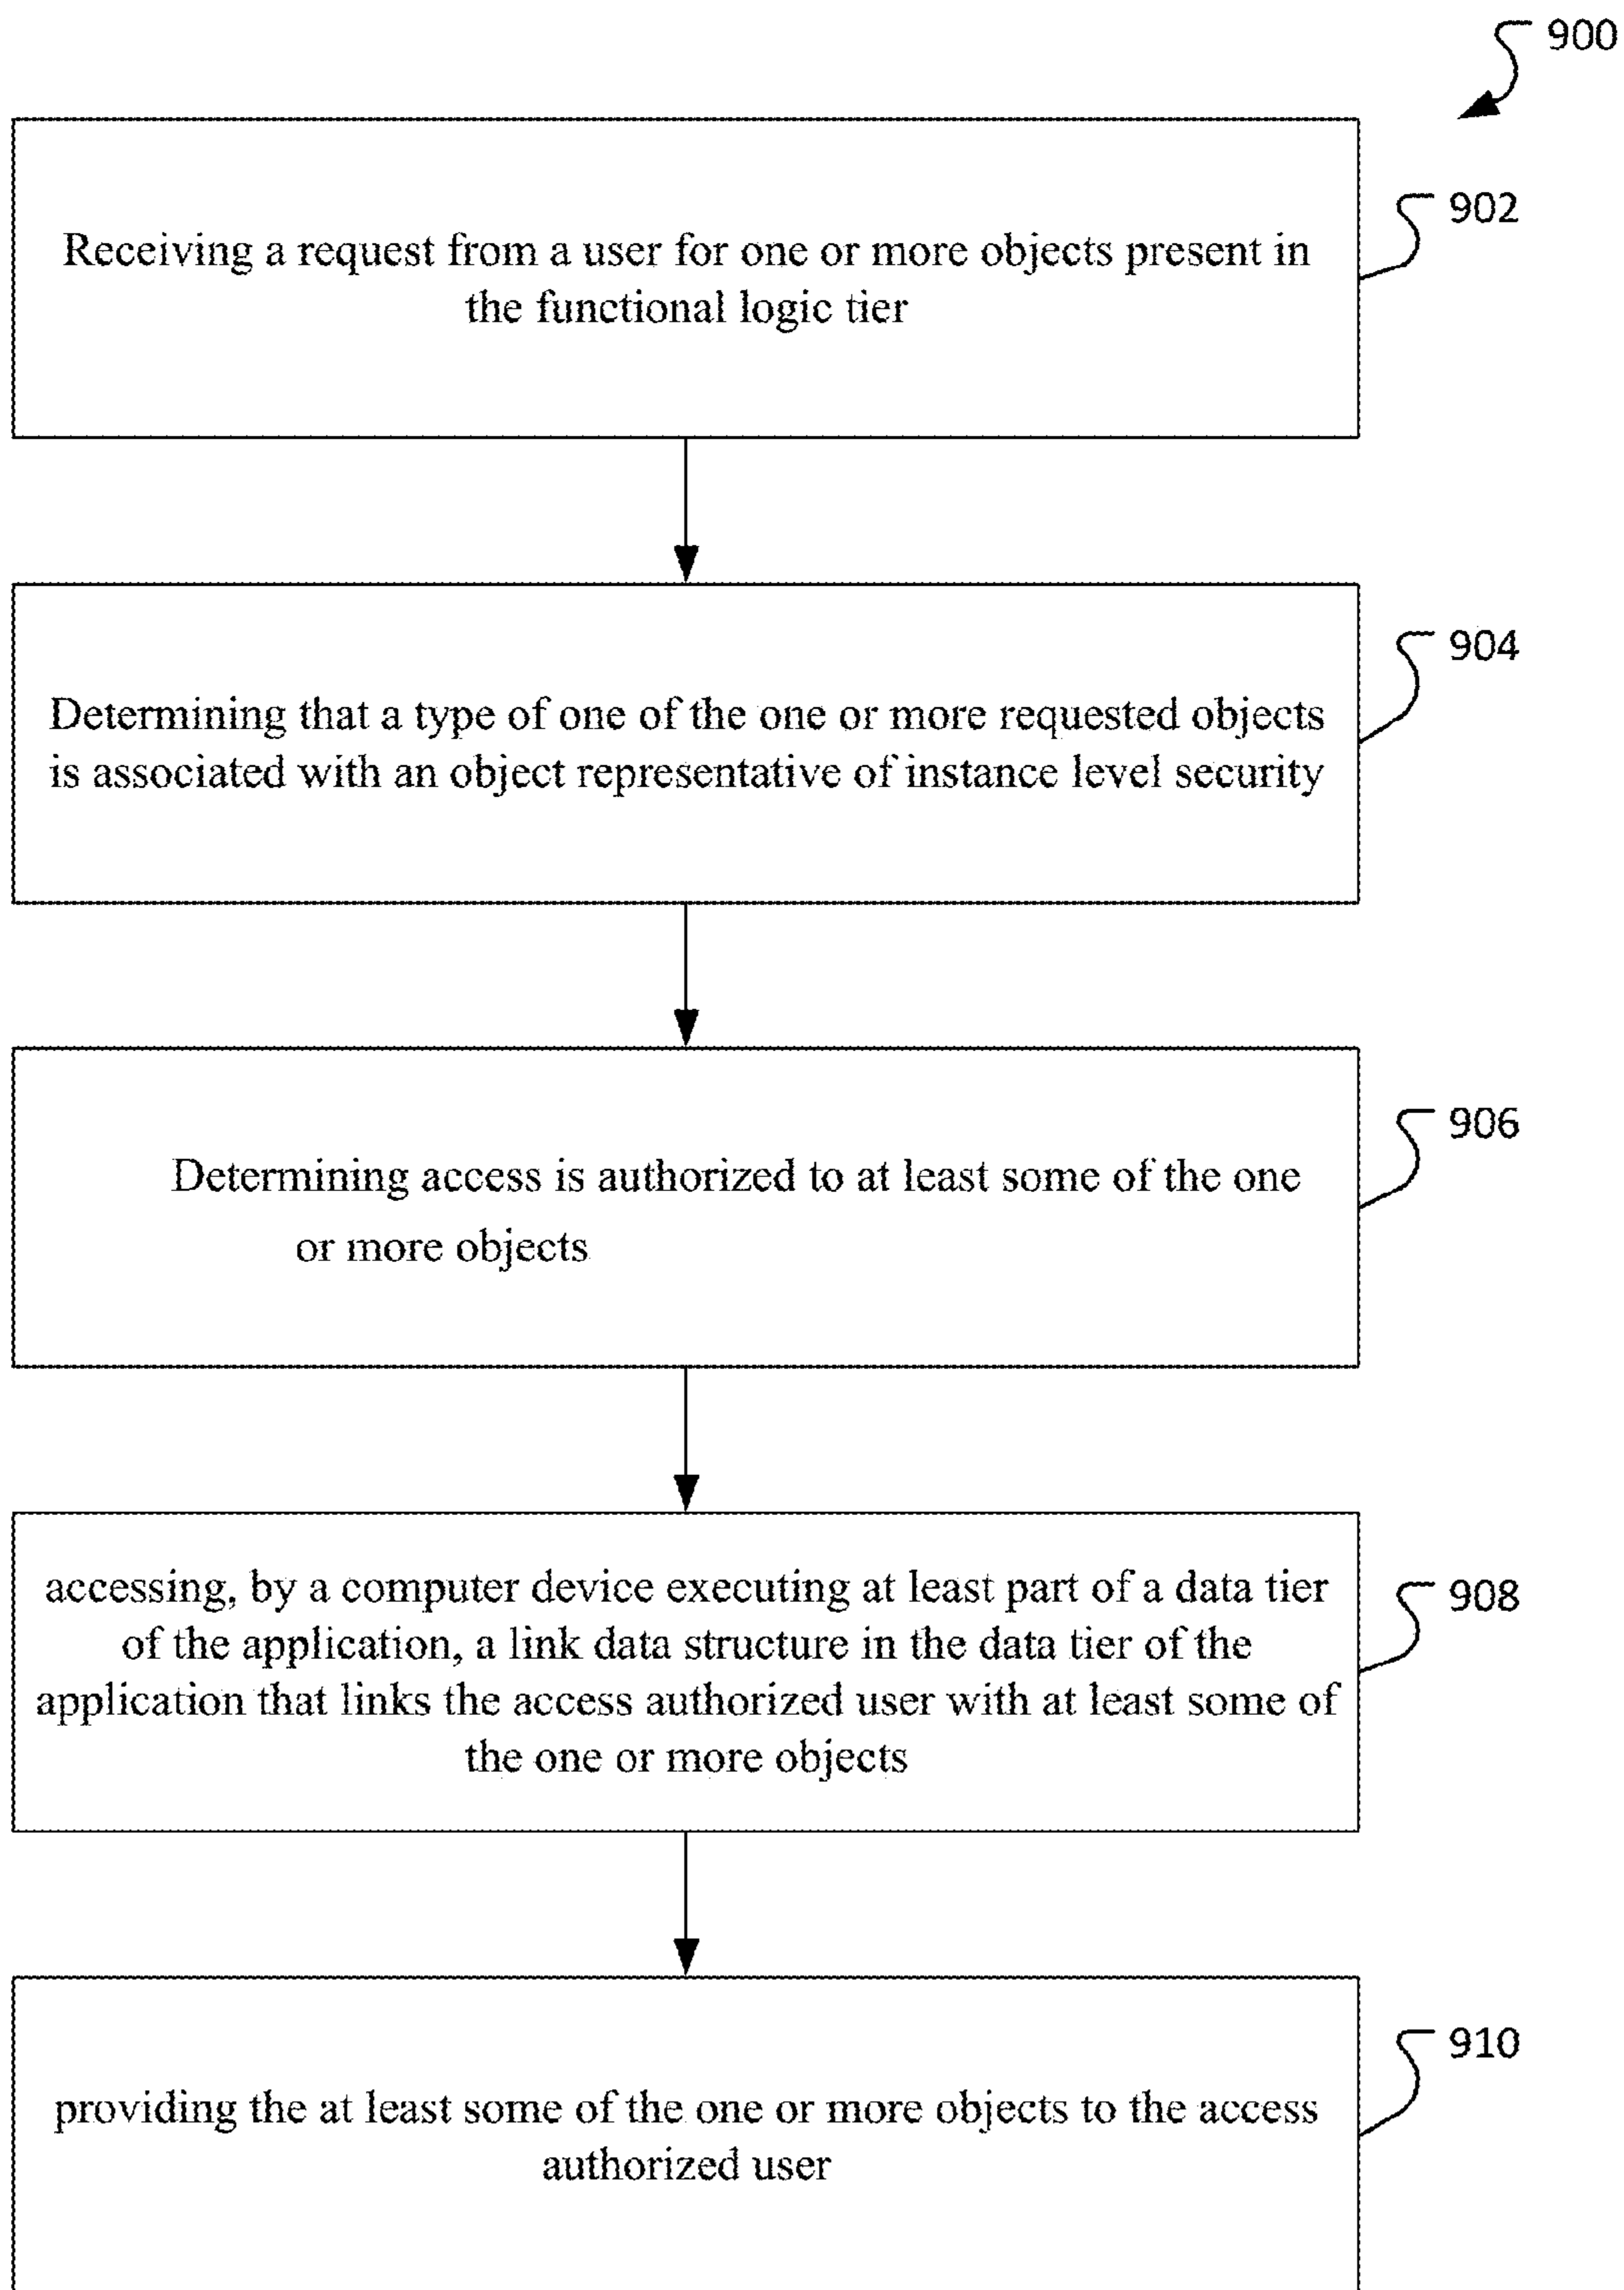 900
902
Receiving a request from a user for one or more objects present in
the functional logic tier
904
Determining that a type of one of the one or more requested objects
is associated with an object representative of instance level security
906
Determining access is authorized to at least some of the one
or more objects
908
accessing, by a computer device executing at least part of a data tier
of the application, a link data structure in the data tier of the
application that links the access authorized user with at least some of
the one or more objects
910
providing the at least some of the one or more objects to the access
authorized user